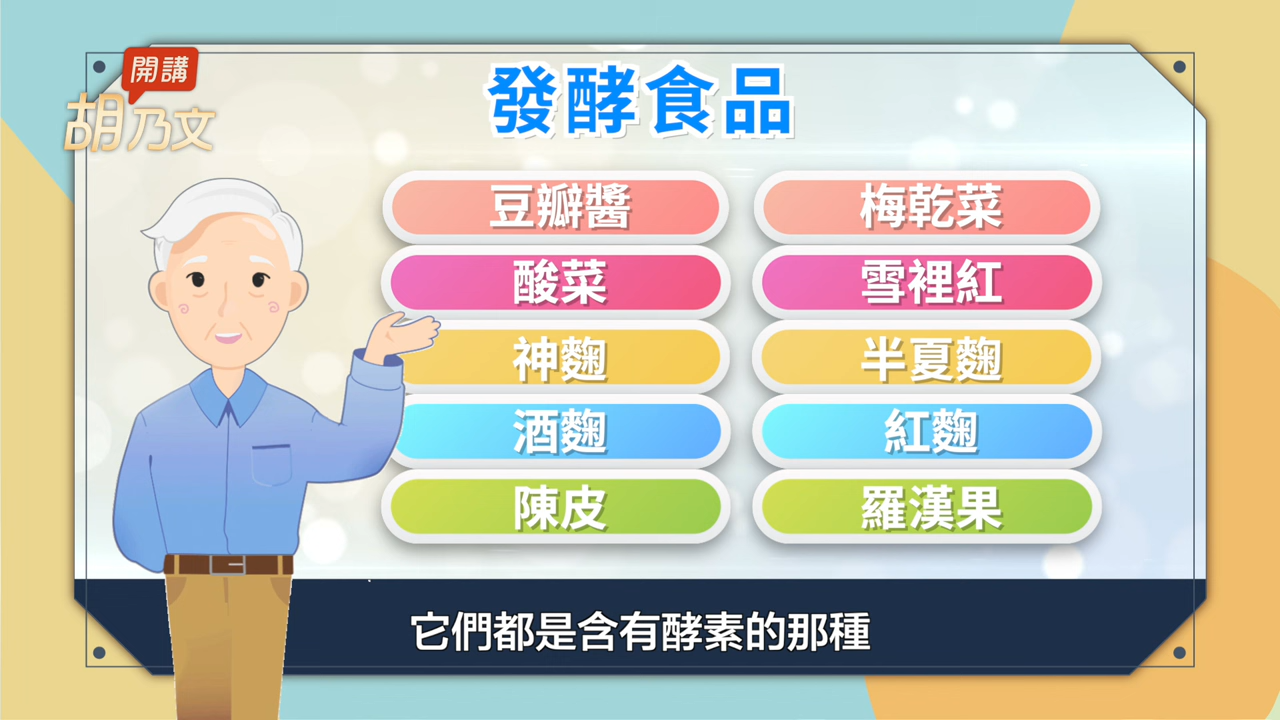 開講
胡乃文
發酵食品
豆瓣醬
梅乾菜
酸菜
雪裡紅
神麴
半夏麴
酒麴
紅麴
陳皮
羅漢果
它們都是含有酵素的那種